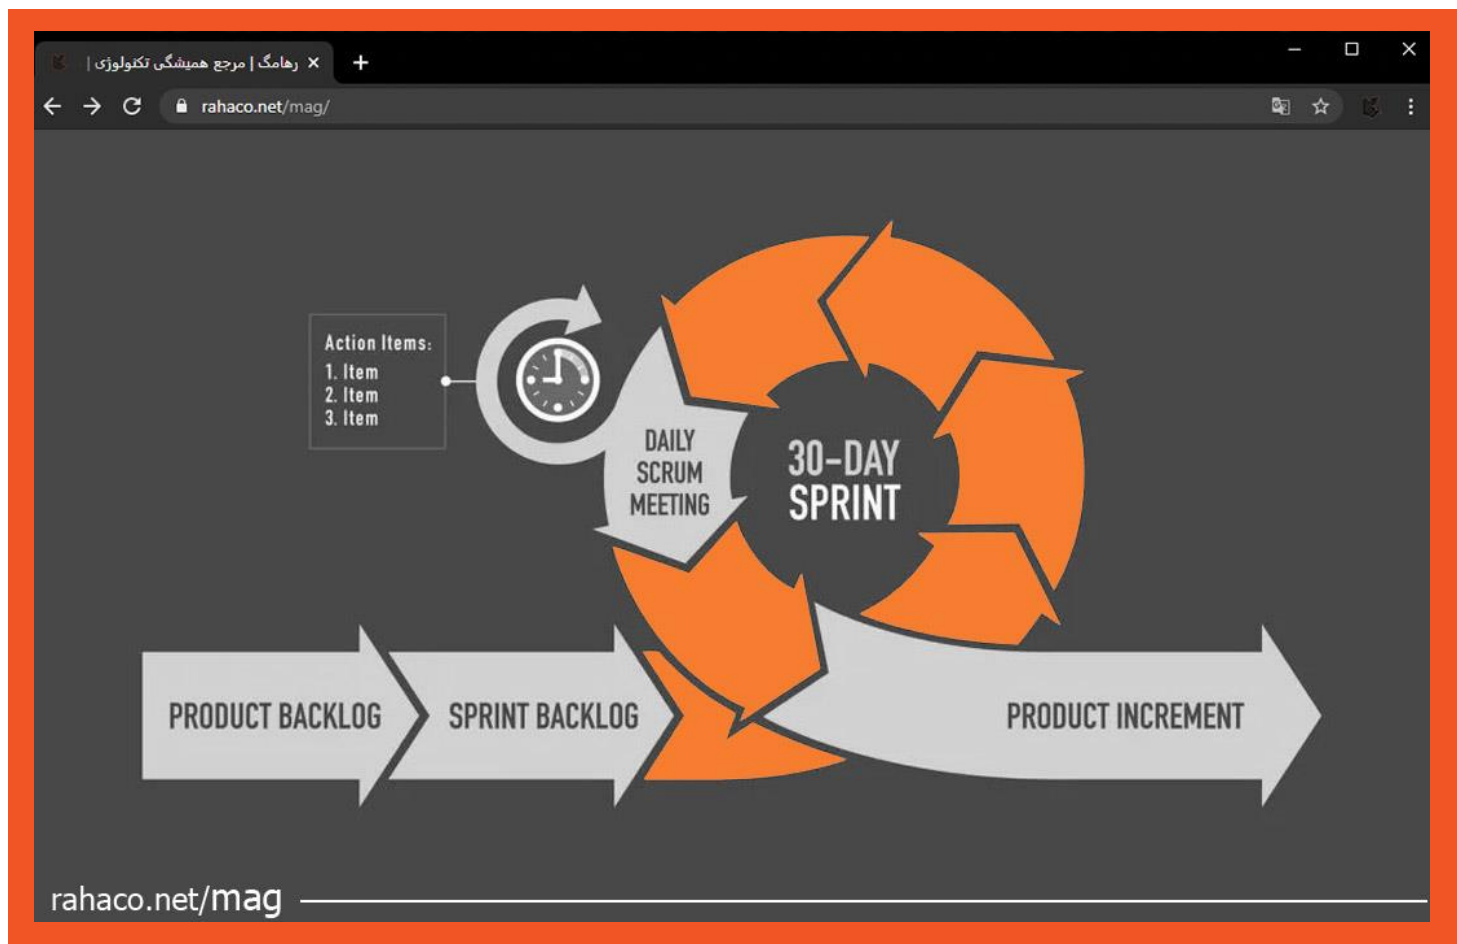 رهامگ | مرجع همیشگی تکنولوژی |
rahaco.net/mag/
Action Items:
1. Item
2. Item
3. Item
DAILY
SCRUM
MEETING
30-DAY
SPRINT
PRODUCT BACKLOG
SPRINT BACKLOG
PRODUCT INCREMENT
rahaco.net/mag